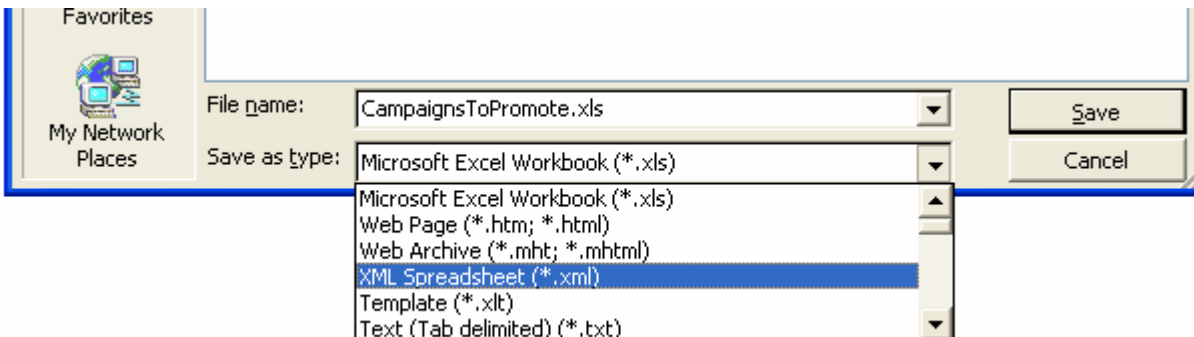 Favorites
My Network
Places
File name:
CampaignsToPromote.xls
Save
Save as type:
Microsoft Excel Workbook (*.xls)
Cancel
Microsoft Excel Workbook (*.xls)
Web Page (*.htm; *.html)
Web Archive (*.mht; *.mhtml)
XML Spreadsheet (*.xml)
Template (*.xlt)
Text (Tab delimited) (*.txt)